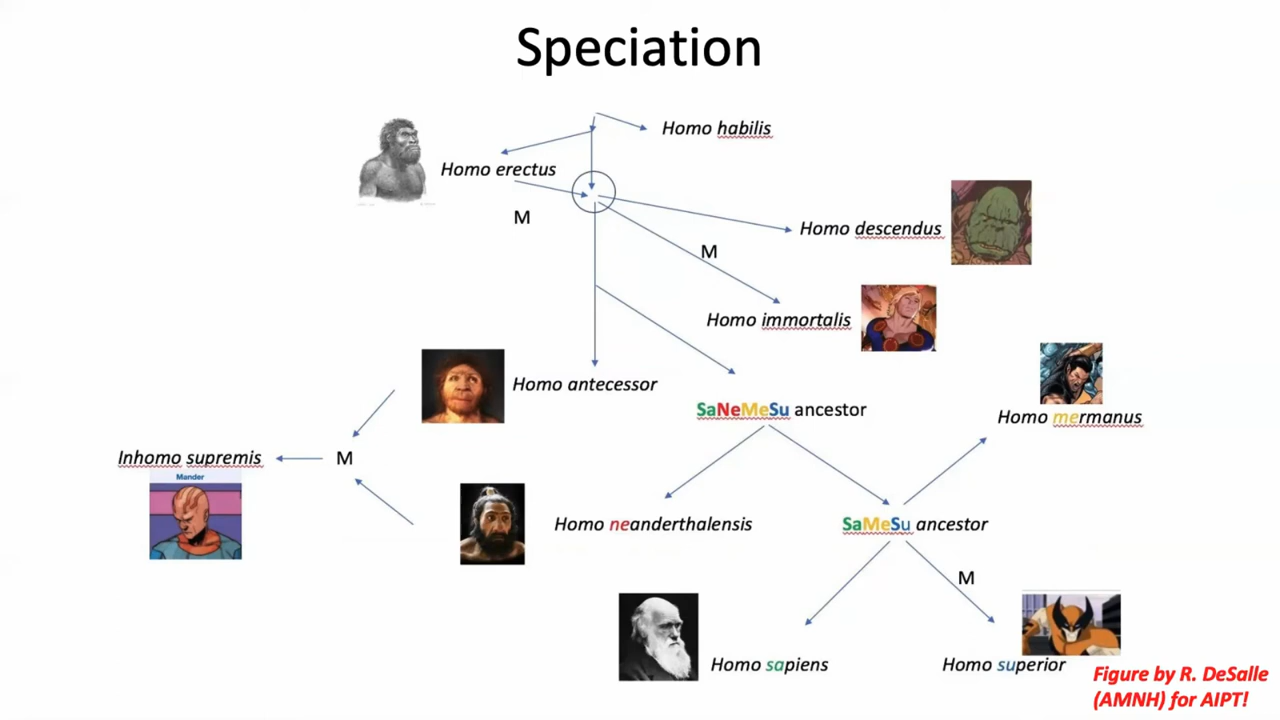 Speciation
Homo habilis
Homo erectus
M
Homo descendus
M
Homo immortalis
Homo antecessor
SaNeMeSu ancestor
Homo mermanus
Inhomo supremis
M
Mander
Homo neanderthalensis
SaMeSu ancestor
M
Homo sapiens
Homo superior
Figure by R. DeSalle
(AMNH) for AIPT!